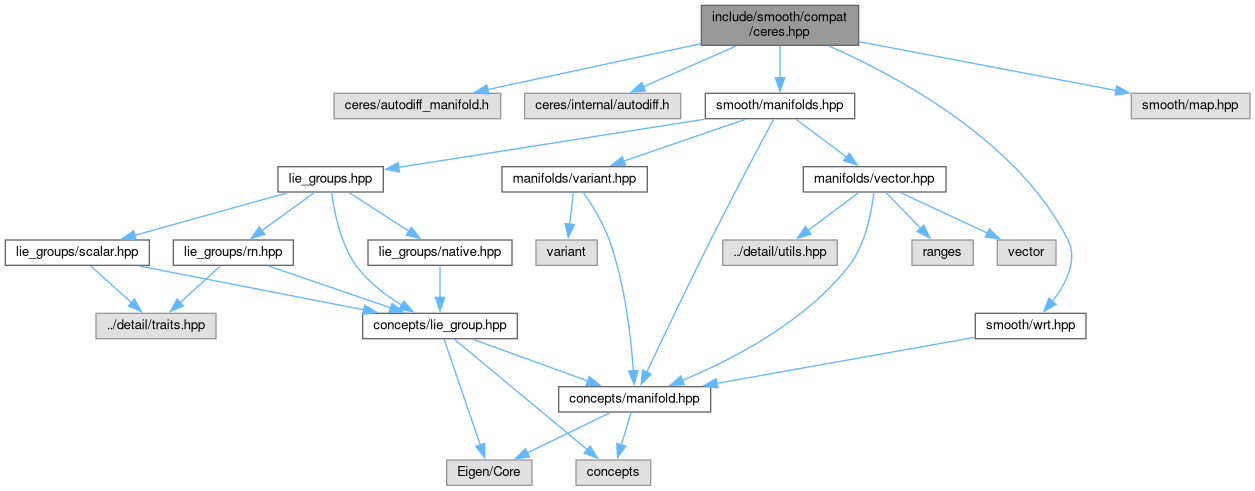 include/smooth/compat
/ceres.hpp
ceres/autodiff_manifold.h
ceres/internal/autodiff.h
smooth/manifolds.hpp
smooth/map.hpp
lie_groups.hpp
manifolds/variant.hpp
manifolds/vector.hpp
lie_groups/scalar.hpp
lie_groups/rn.hpp
lie_groups/native.hpp
variant
../detail/utils.hpp
ranges
vector
../detail/traits.hpp
concepts/lie_group.hpp
smooth/wrt.hpp
concepts/manifold.hpp
Eigen/Core
concepts